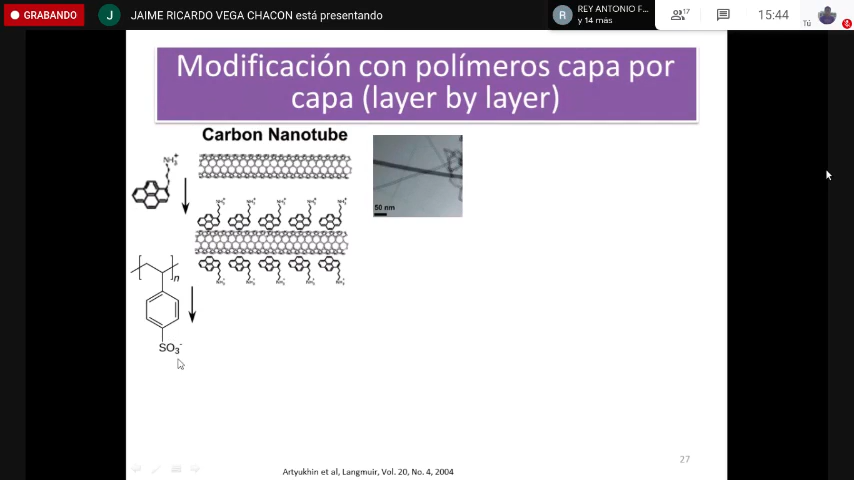 GRABANDO
J
JAIME RICARDO VEGA CHACON está presentando
R
REY ANTONIO F...
y 14 más
17
15:44
Tú
Modificación con polímeros capa por
capa (layer by layer)
Carbon Nanotube
NH3+
50 nm
n
SO3-
27
Artyukhin et al, Langmuir, Vol. 20, No. 4, 2004